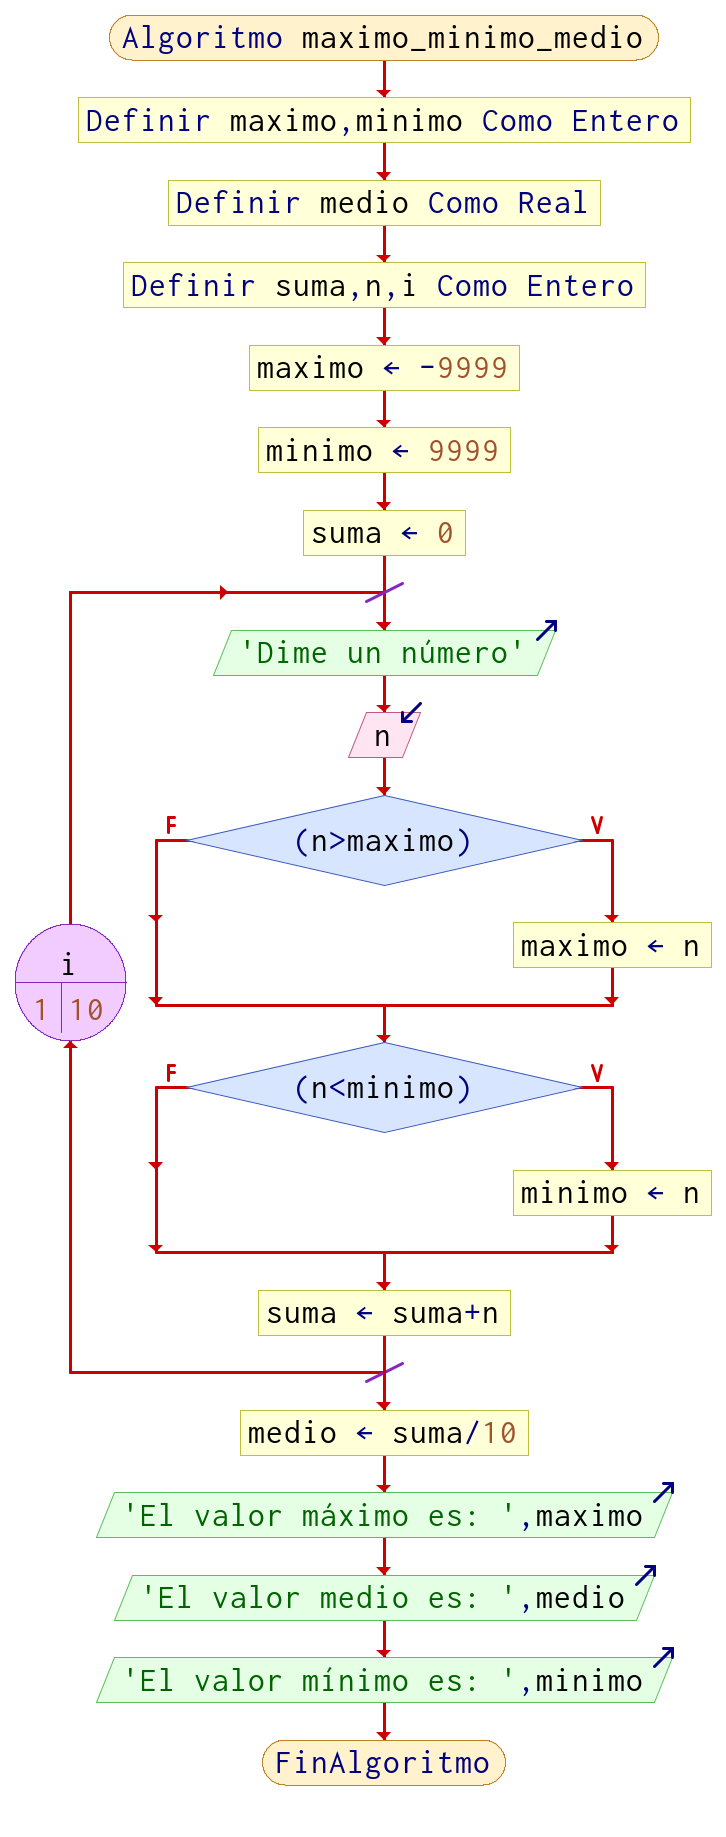 Algoritmo maximo_minimo_medio
Definir maximo,minimo Como Entero
Definir medio Como Real
Definir suma,n,i Como Entero
maximo ← -9999
minimo ← 9999
suma ← 0
'Dime un número'
n
F
V
(n>maximo)
maximo ← n
i
1 10
F
V
(n<minimo)
minimo ← n
suma ← suma+n
medio ← suma/10
'El valor máximo es: ',maximo
'El valor medio es: ',medio
'El valor mínimo es: ',minimo
FinAlgoritmo